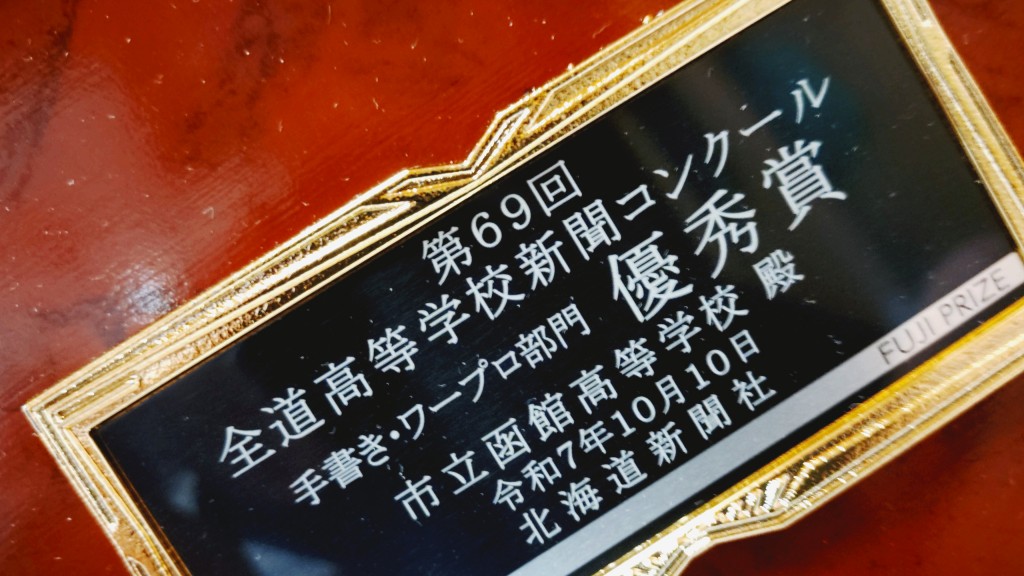 第69回
全道高等学校新聞コンクール
手書き・ワープロ部門 優秀賞
市立函館高等学校 殿
令和7年10月10日
北海道新聞社
FUJI PRIZE